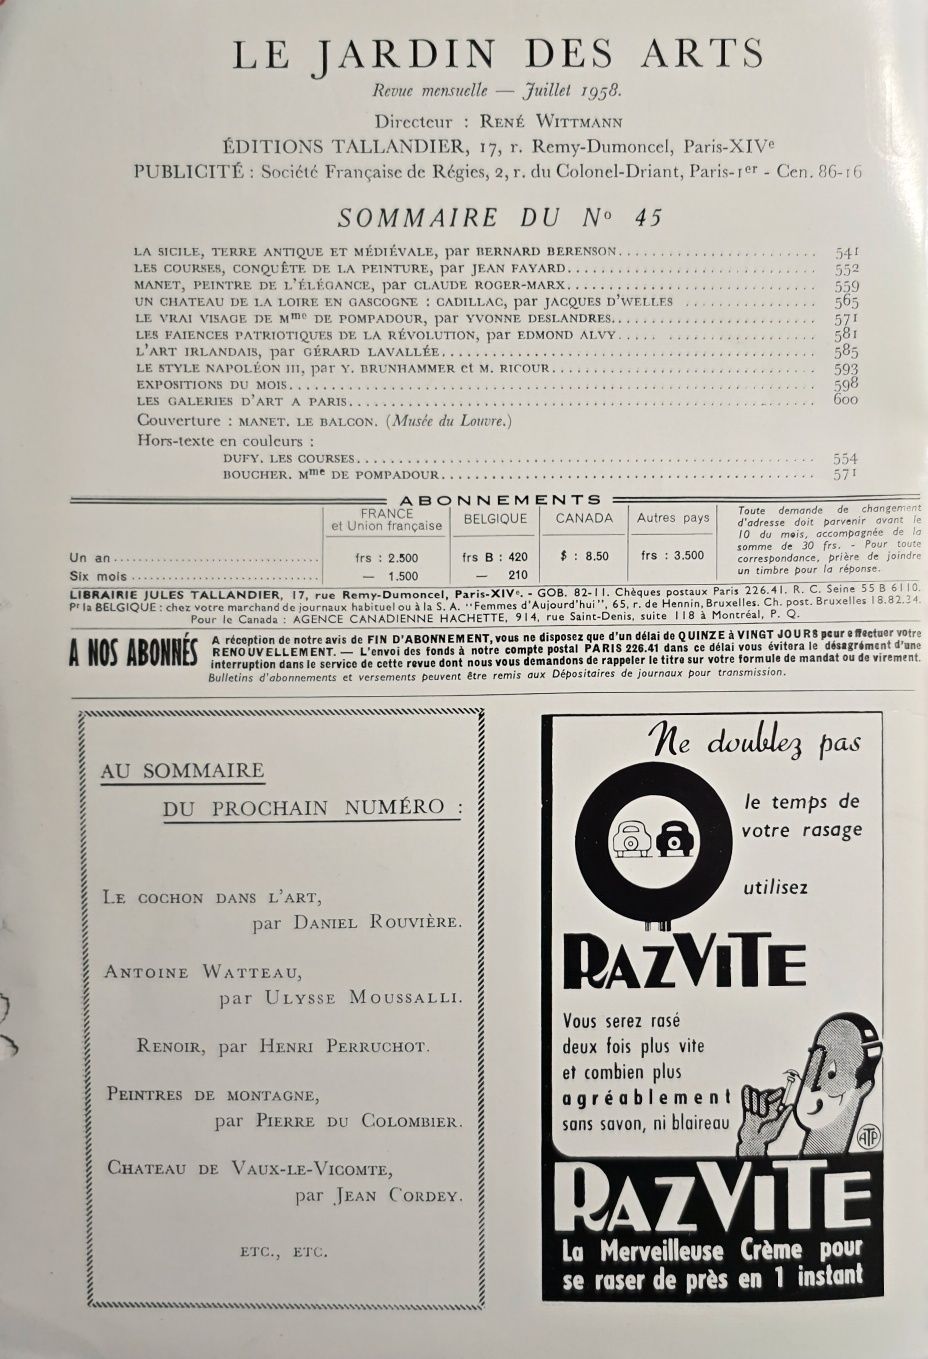 LE JARDIN DES ARTS
Revue mensuelle — Juillet 1958.
Directeur : RENÉ WITTMANN
ÉDITIONS TALLANDIER, 17, r. Remy-Dumoncel, Paris-XIVe
PUBLICITÉ : Société Française de Régies, 2, r. du Colonel-Driant, Paris-1er - Cen. 86-16
SOMMAIRE DU No 45
LA SICILE, TERRE ANTIQUE ET MÉDIÉVALE, par BERNARD BERENSON. 541
LES COURSES, CONQUÊTE DE LA PEINTURE, par JEAN FAYARD. 552
MANET, PEINTRE DE L'ÉLÉGANCE, par CLAUDE ROGER-MARX. 559
UN CHATEAU DE LA LOIRE EN GASCOGNE : CADILLAC, par JACQUES D'WELLES 565
LE VRAI VISAGE DE Mme DE POMPADOUR, par YVONNE DESLANDRES. 571
LES FAIENCES PATRIOTIQUES DE LA RÉVOLUTION, par EDMOND ALVY. 581
L'ART IRLANDAIS, par GÉRARD LAVALLÉE. 585
LE STYLE NAPOLÉON III, par Y. BRUNHAMMER et M. RICOUR. 593
EXPOSITIONS DU MOIS. 598
LES GALERIES D'ART A PARIS. 600
Couverture : MANET. LE BALCON. (Musée du Louvre.)
Hors-texte en couleurs :
DUFY. LES COURSES. 554
BOUCHER. Mme DE POMPADOUR. 571
ABONNEMENTS
FRANCE et Union française BELGIQUE CANADA Autres pays
Un an frs : 2.500 frs B : 420 $ : 8.50 frs : 3.500
Six mois — 1.500 — 210
Toute demande de changement
d'adresse doit parvenir avant le
10 du mois, accompagnée de la
somme de 30 frs. - Pour toute
correspondance, prière de joindre
un timbre pour la réponse.
LIBRAIRIE JULES TALLANDIER, 17, rue Remy-Dumoncel, Paris-XIVe. - GOB. 82-11. Chèques postaux Paris 226.41. R. C. Seine 55 B 6110.
Pr la BELGIQUE : chez votre marchand de journaux habituel ou à la S. A. "Femmes d'Aujourd'hui", 65, r. de Hennin, Bruxelles. Ch. post. Bruxelles 18.82.34.
Pour le Canada : AGENCE CANADIENNE HACHETTE, 914, rue Saint-Denis, suite 118 à Montréal, P. Q.
A NOS ABONNÉS
A réception de notre avis de FIN D'ABONNEMENT, vous ne disposez que d'un délai de QUINZE à VINGT JOURS pour effectuer votre
RENOUVELLEMENT. — L'envoi des fonds à notre compte postal PARIS 226.41 dans ce délai vous évitera le désagrément d'une
interruption dans le service de cette revue dont nous vous demandons de rappeler le titre sur votre formule de mandat ou de virement.
Bulletins d'abonnements et versements peuvent être remis aux Dépositaires de journaux pour transmission.
AU SOMMAIRE
DU PROCHAIN NUMÉRO :
LE COCHON DANS L'ART,
par DANIEL ROUVIÈRE.
ANTOINE WATTEAU,
par ULYSSE MOUSSALLI.
RENOIR, par HENRI PERRUCHOT.
PEINTRES DE MONTAGNE,
par PIERRE DU COLOMBIER.
CHATEAU DE VAUX-LE-VICOMTE,
par JEAN CORDEY.
ETC., ETC.
Ne doublez pas
le temps de
votre rasage
utilisez
RAZVITE
Vous serez rasé
deux fois plus vite
et combien plus
agréablement
sans savon, ni blaireau
ATP
RAZVITE
La Merveilleuse Crème pour
se raser de près en 1 instant